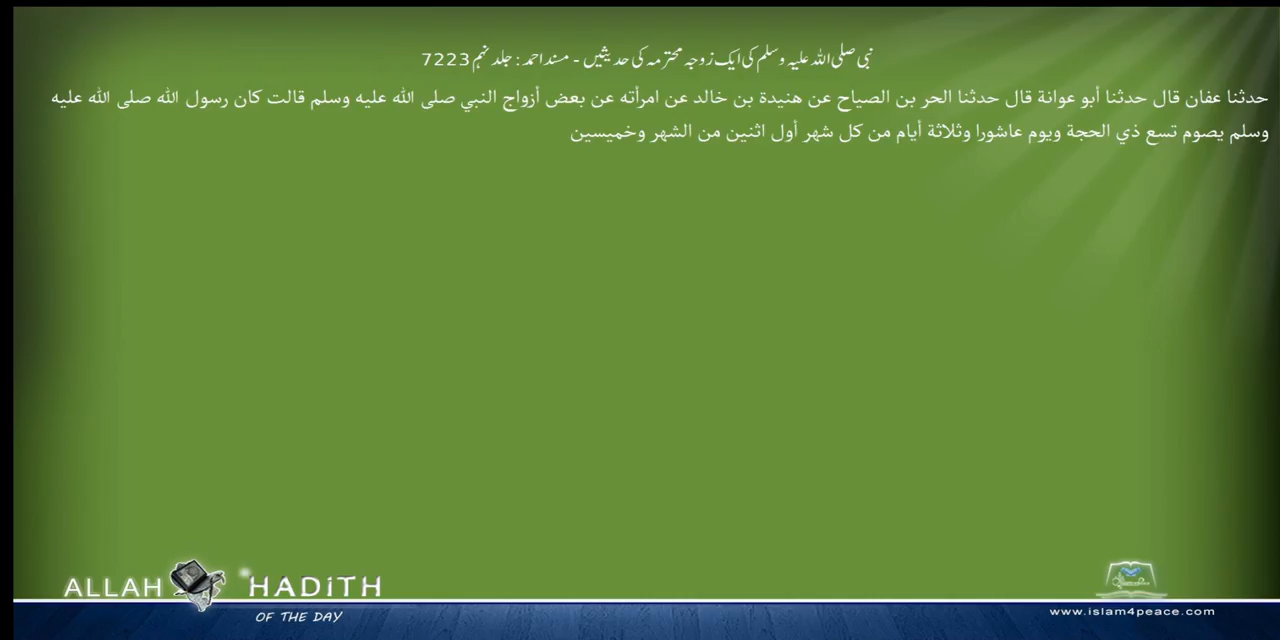 نبی صلی اللہ علیہ وسلم کی ایک زوجہ محترمہ کی حدیثیں - مسند احمد : جلد نہم 7223
حدثنا عفان قال حدثنا أبو عوانة قال حدثنا الحر بن الصياح عن هنيدة بن خالد عن امرأته عن بعض أزواج النبي صلى الله عليه وسلم قالت كان رسول الله صلى الله عليه
وسلم يصوم تسع ذي الحجة ويوم عاشورا وثلاثة أيام من كل شهر أول اثنين من الشهر وخميسين
ALLAH HADITH
OF THE DAY
www.islam4peace.com